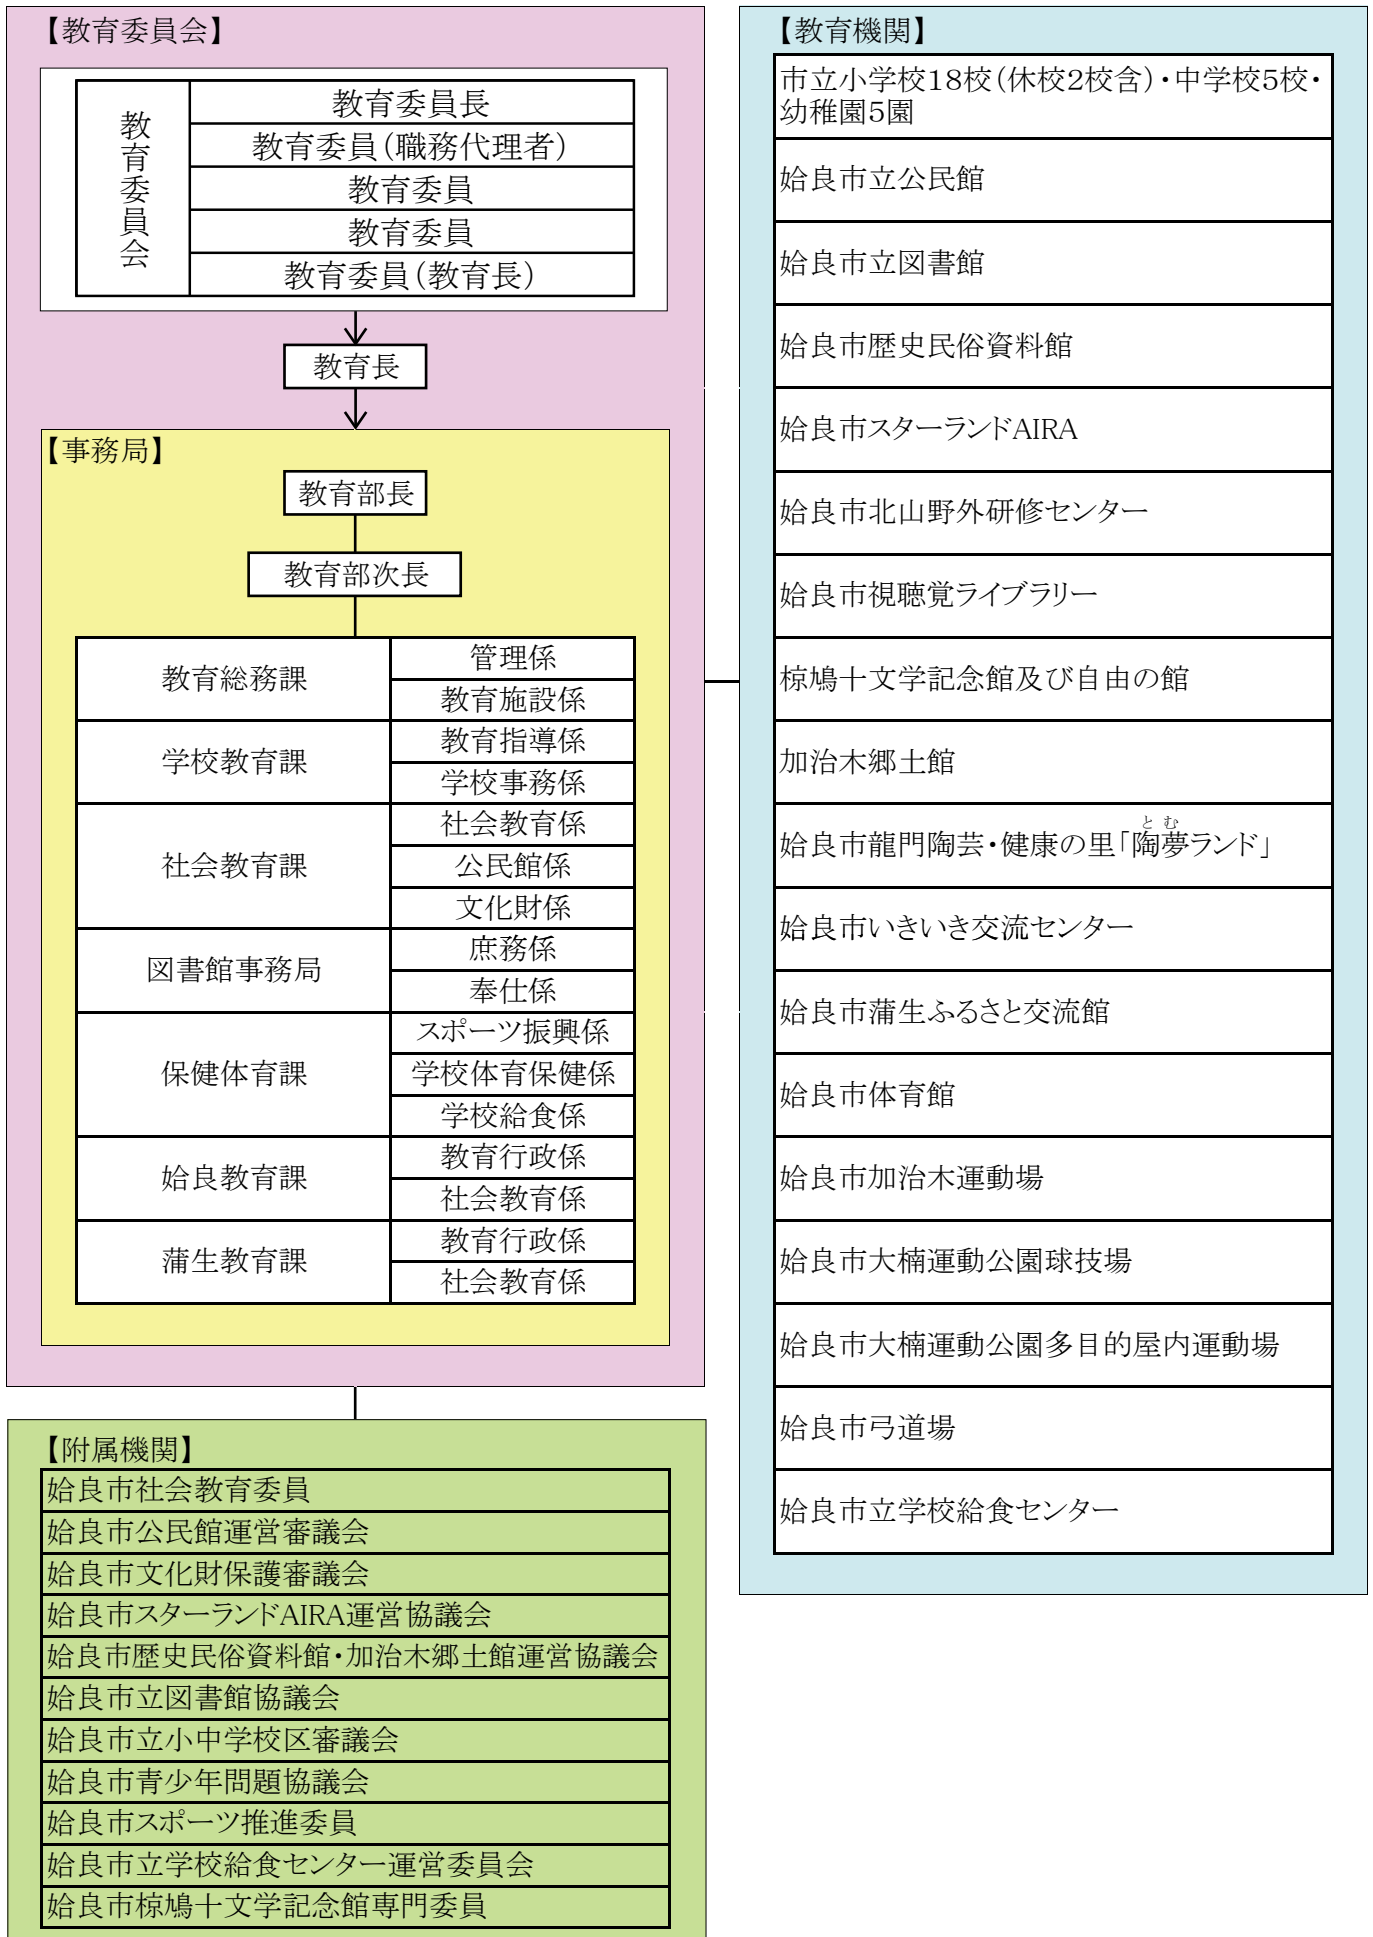 【教育委員会】
教育委員会
教育委員長
教育委員(職務代理者)
教育委員
教育委員
教育委員(教育長)
教育長
【事務局】
教育部長
教育部次長
教育総務課
管理係
教育施設係
学校教育課
教育指導係
学校事務係
社会教育課
社会教育係
公民館係
文化財係
図書館事務局
庶務係
奉仕係
保健体育課
スポーツ振興係
学校体育保健係
学校給食係
姶良教育課
教育行政係
社会教育係
蒲生教育課
教育行政係
社会教育係
【附属機関】
姶良市社会教育委員
姶良市公民館運営審議会
姶良市文化財保護審議会
姶良市スターランドAIRA運営協議会
姶良市歴史民俗資料館・加治木郷土館運営協議会
姶良市立図書館協議会
姶良市立小中学校区審議会
姶良市青少年問題協議会
姶良市スポーツ推進委員
姶良市立学校給食センター運営委員会
姶良市椋鳩十文学記念館専門委員
【教育機関】
市立小学校18校(休校2校含)・中学校5校・
幼稚園5園
姶良市立公民館
姶良市立図書館
姶良市歴史民俗資料館
姶良市スターランドAIRA
姶良市北山野外研修センター
姶良市視聴覚ライブラリー
椋鳩十文学記念館及び自由の館
加治木郷土館
とむ
姶良市龍門陶芸・健康の里「陶夢ランド」
姶良市いきいき交流センター
姶良市蒲生ふるさと交流館
姶良市体育館
姶良市加治木運動場
姶良市大楠運動公園球技場
姶良市大楠運動公園多目的屋内運動場
姶良市弓道場
姶良市立学校給食センター